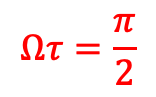 Ωτ = π/2